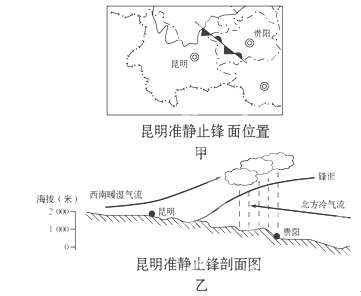 贵阳
昆明
昆明准静止锋面位置
甲
锋面
西南暖湿气流
海拔(米)
昆明
北方冷气流
2 000
1 000
贵阳
0
昆明准静止锋剖面图
乙